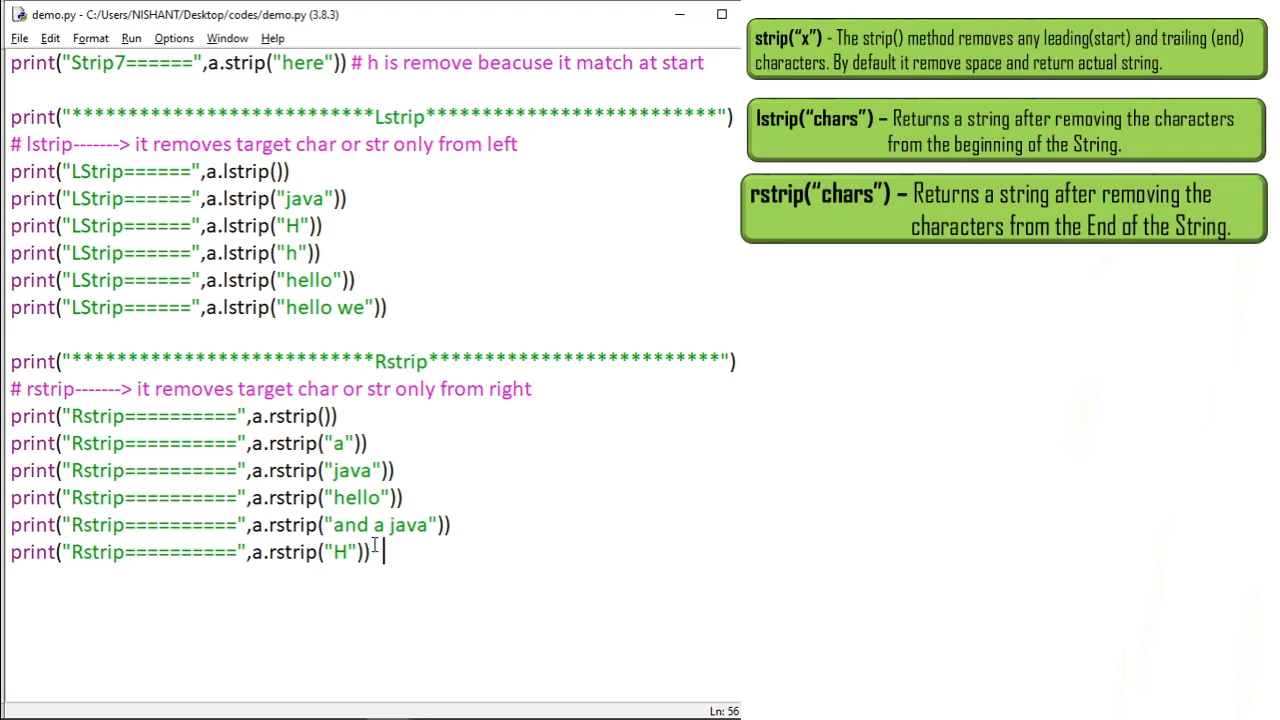 demo.py - C:/Users/NISHANT/Desktop/codes/demo.py (3.8.3)
File Edit Format Run Options Window Help
print("Strip7======",a.strip("here")) # h is remove beacuse it match at start
print("***************************Lstrip**************************")
# lstrip-------> it removes target char or str only from left
print("LStrip======",a.lstrip())
print("LStrip======",a.lstrip("java"))
print("LStrip======",a.lstrip("H"))
print("LStrip======",a.lstrip("h"))
print("LStrip======",a.lstrip("hello"))
print("LStrip======",a.lstrip("hello we"))
print("***************************Rstrip**************************")
# rstrip-------> it removes target char or str only from right
print("Rstrip==========",a.rstrip())
print("Rstrip==========",a.rstrip("a"))
print("Rstrip==========",a.rstrip("java"))
print("Rstrip==========",a.rstrip("hello"))
print("Rstrip==========",a.rstrip("and a java"))
print("Rstrip==========",a.rstrip("H"))
Ln: 56
strip(“x”) - The strip() method removes any leading(start) and trailing (end)
characters. By default it remove space and return actual string.
lstrip(“chars”) – Returns a string after removing the characters
from the beginning of the String.
rstrip(“chars”) – Returns a string after removing the
characters from the End of the String.